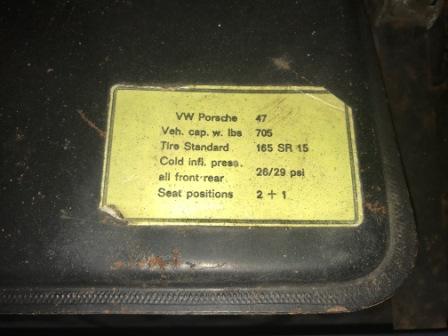 VW Porsche 47
Veh. cap. w. lbs 705
Tire Standard 165 SR 15
Cold infl. press.
all front-rear 26/29 psi
Seat positions 2 + 1